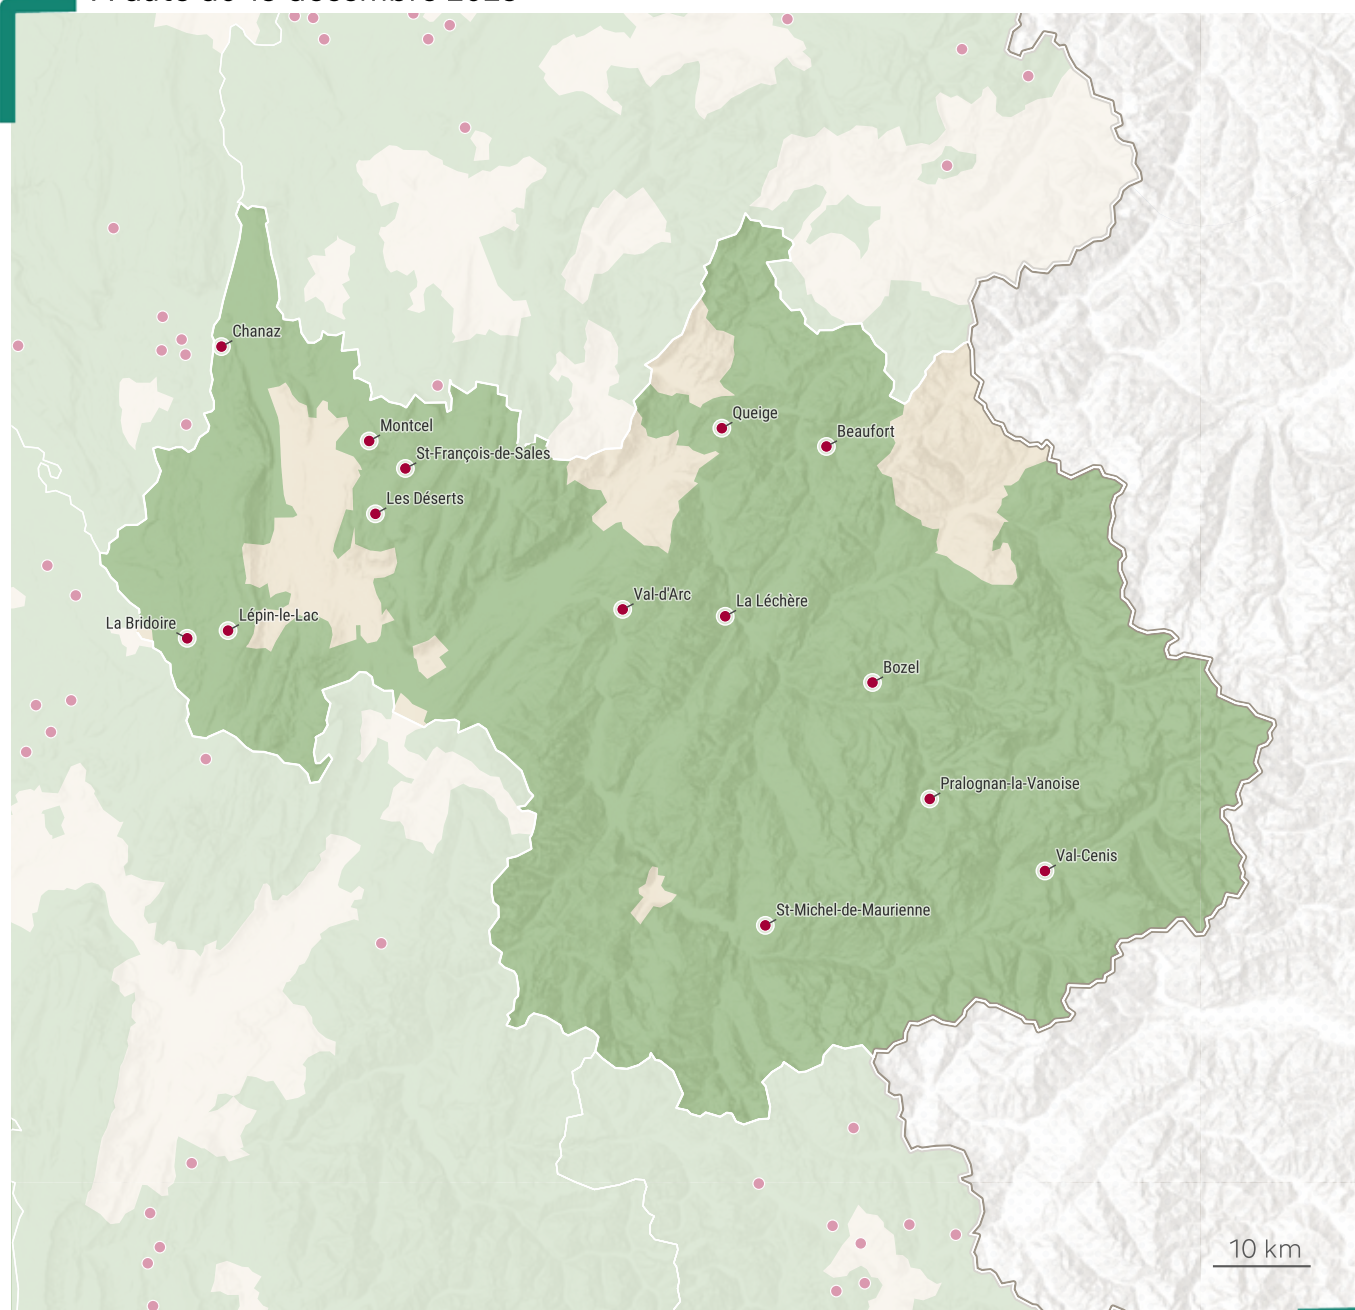 Chanaz
Queige
Montcel
Beaufort
St-François-de-Sales
Les Déserts
Val-d'Arc
La Léchère
Lépin-le-Lac
La Bridoire
Bozel
Pralognan-la-Vanoise
Val-Cenis
St-Michel-de-Maurienne
10 km